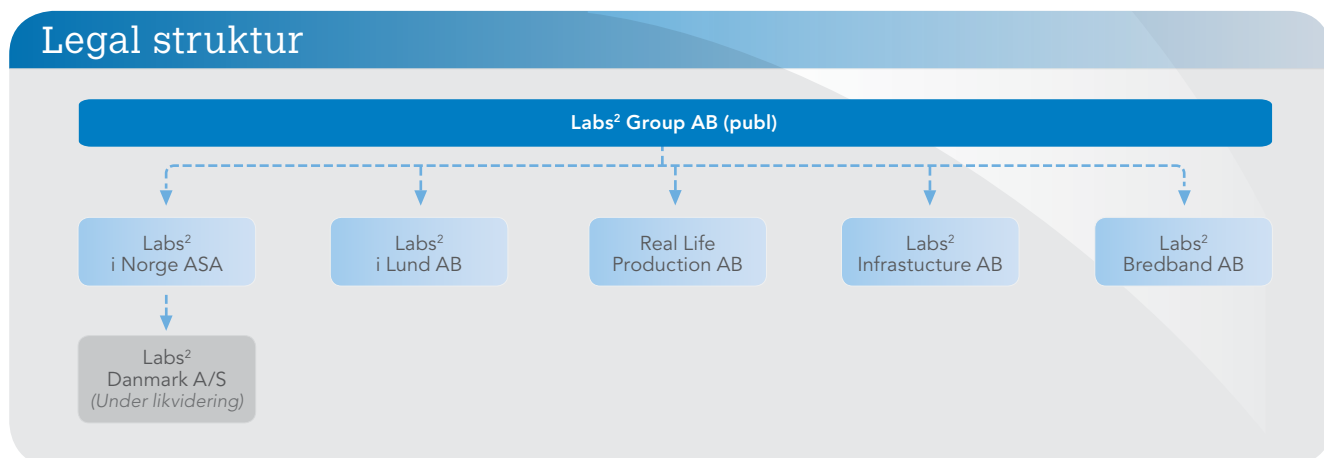 Legal struktur
Labs² Group AB (publ)
Labs²
i Norge ASA
Labs²
i Lund AB
Real Life
Production AB
Labs²
Infrastucture AB
Labs²
Bredband AB
Labs²
Danmark A/S
(Under likvidering)